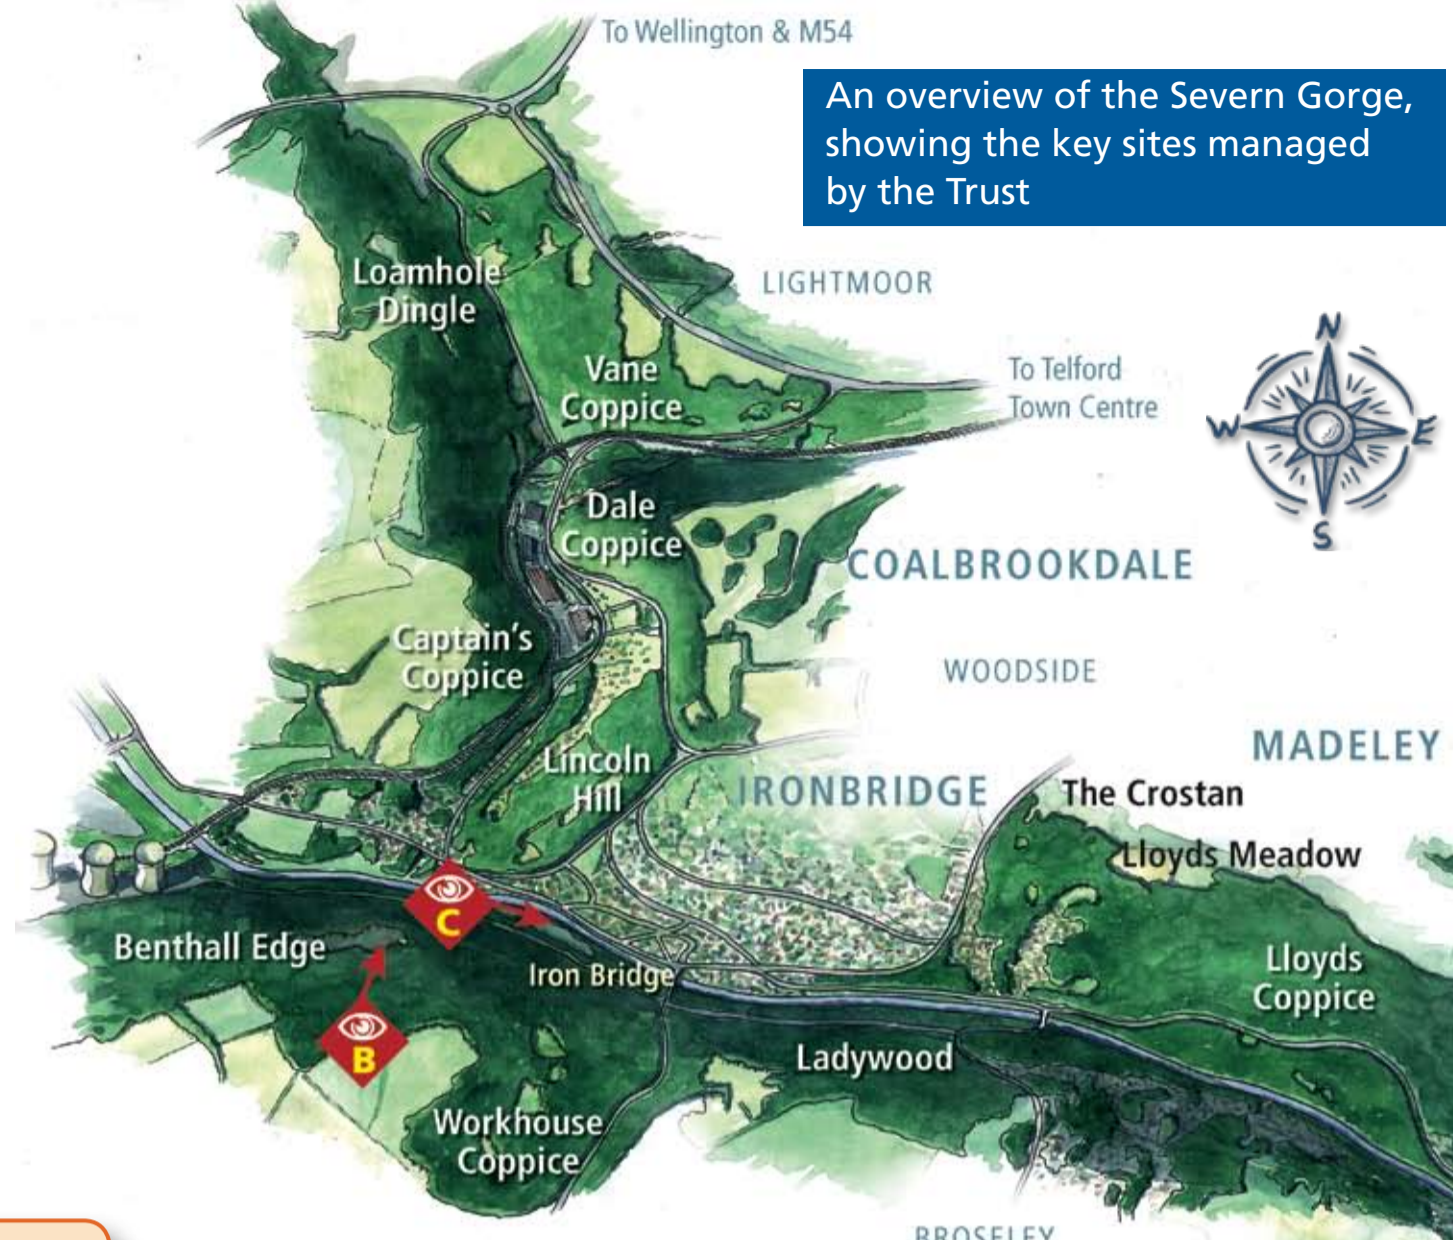 To Wellington & M54
An overview of the Severn Gorge,
showing the key sites managed
by the Trust
Loamhole
Dingle
LIGHTMOOR
N
W
E
S
Vane
Coppice
To Telford
Town Centre
Dale
Coppice
COALBROOKDALE
Captain's
Coppice
WOODSIDE
MADELEY
Lincoln
Hill
IRONBRIDGE
The Crostan
Lloyds Meadow
C
Benthall Edge
Iron Bridge
Lloyds
Coppice
B
Ladywood
Workhouse
Coppice
BROSELEY